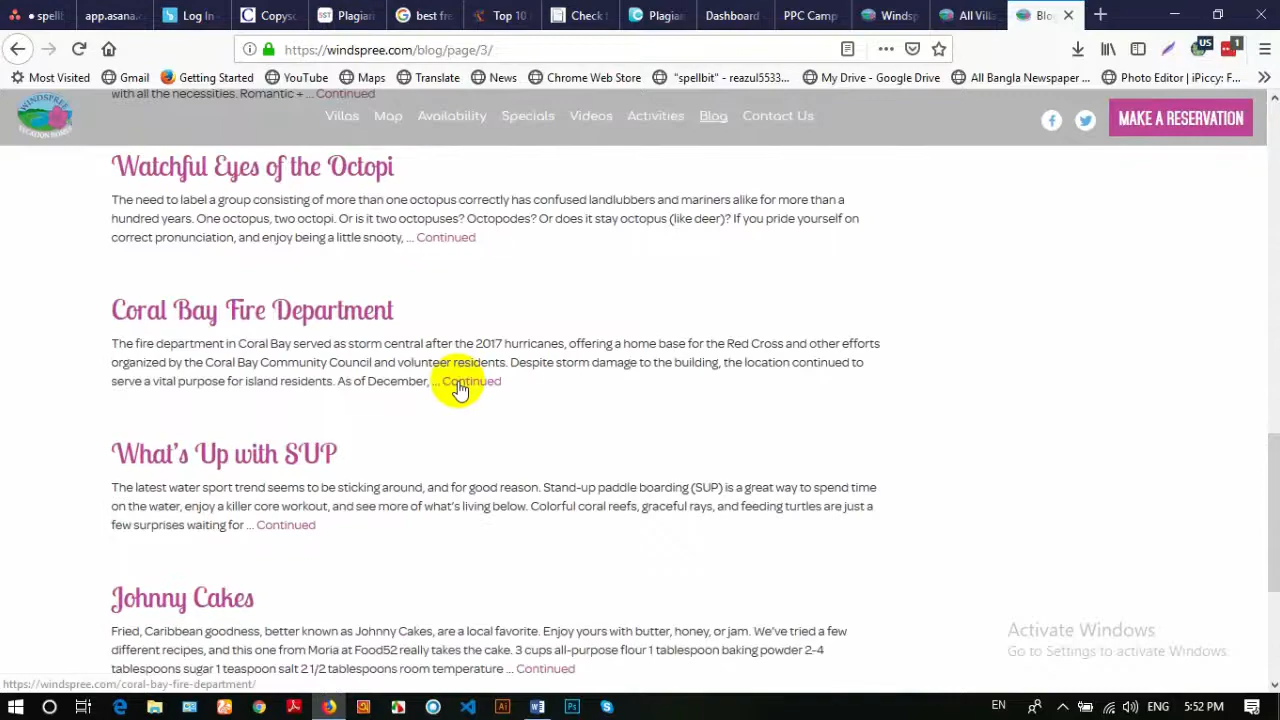 spell
app.asana.
Log In
Copysc
Plagiar
best fre
Top 10
Check t
Plagiar
Dashboard
PPC Camp
Windsp
All Villa
Blo
https://windspree.com/blog/page/3/
US
1
Most Visited
Gmail
Getting Started
YouTube
Maps
Translate
News
Chrome Web Store
"spellbit" - reazul5533...
My Drive - Google Drive
All Bangla Newspaper ...
Photo Editor | iPiccy: F...
with all the necessities. Romantic + ... Continued
WINDSPREE
VACATION HOMES
Villas
Map
Availability
Specials
Videos
Activities
Blog
Contact Us
MAKE A RESERVATION
Watchful Eyes of the Octopi
The need to label a group consisting of more than one octopus correctly has confused landlubbers and mariners alike for more than a
hundred years. One octopus, two octopi. Or is it two octopuses? Octopodes? Or does it stay octopus (like deer)? If you pride yourself on
correct pronunciation, and enjoy being a little snooty, ... Continued
Coral Bay Fire Department
The fire department in Coral Bay served as storm central after the 2017 hurricanes, offering a home base for the Red Cross and other efforts
organized by the Coral Bay Community Council and volunteer residents. Despite storm damage to the building, the location continued to
serve a vital purpose for island residents. As of December, ... Continued
What's Up with SUP
The latest water sport trend seems to be sticking around, and for good reason. Stand-up paddle boarding (SUP) is a great way to spend time
on the water, enjoy a killer core workout, and see more of what's living below. Colorful coral reefs, graceful rays, and feeding turtles are just a
few surprises waiting for ... Continued
Johnny Cakes
Fried, Caribbean goodness, better known as Johnny Cakes, are a local favorite. Enjoy yours with butter, honey, or jam. We've tried a few
different recipes, and this one from Moria at Food52 really takes the cake. 3 cups all-purpose flour 1 tablespoon baking powder 2-4
tablespoons sugar 1 teaspoon salt 2 1/2 tablespoons room temperature ... Continued
Activate Windows
Go to Settings to activate Windows.
https://windspree.com/coral-bay-fire-department/
EN
ENG
5:52 PM